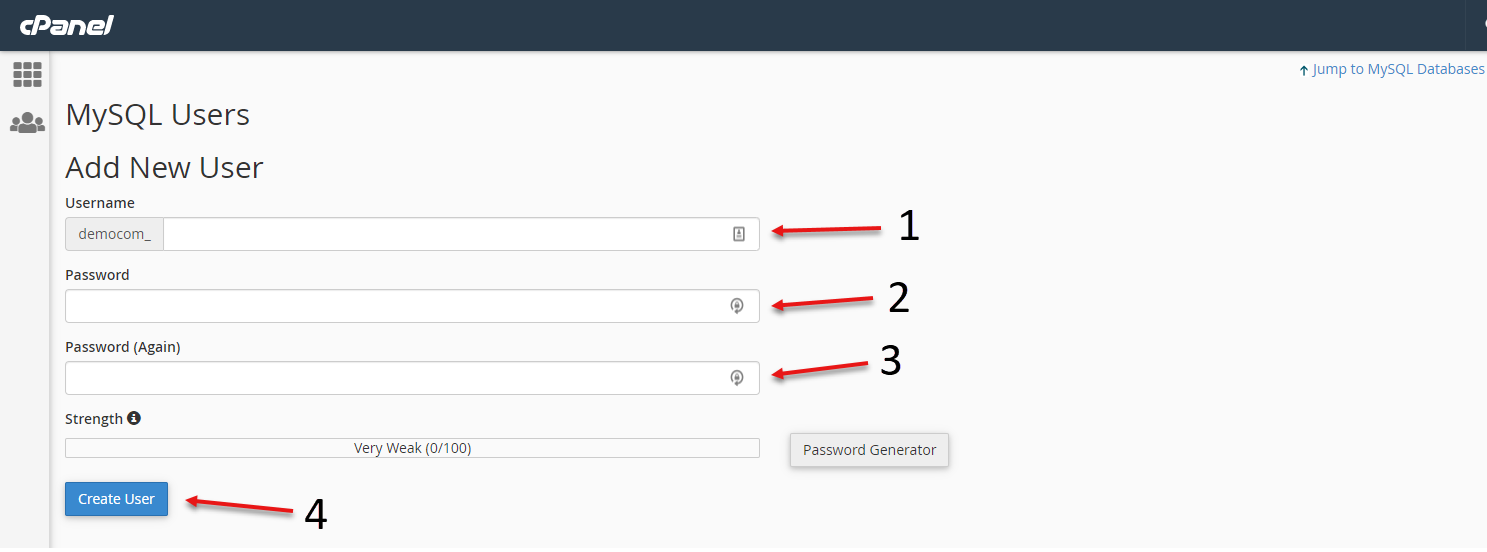 cPanel
↑ Jump to MySQL Databases
MySQL Users
Add New User
Username
democom_
1
Password
2
Password (Again)
3
Strength
Very Weak (0/100)
Password Generator
Create User
4